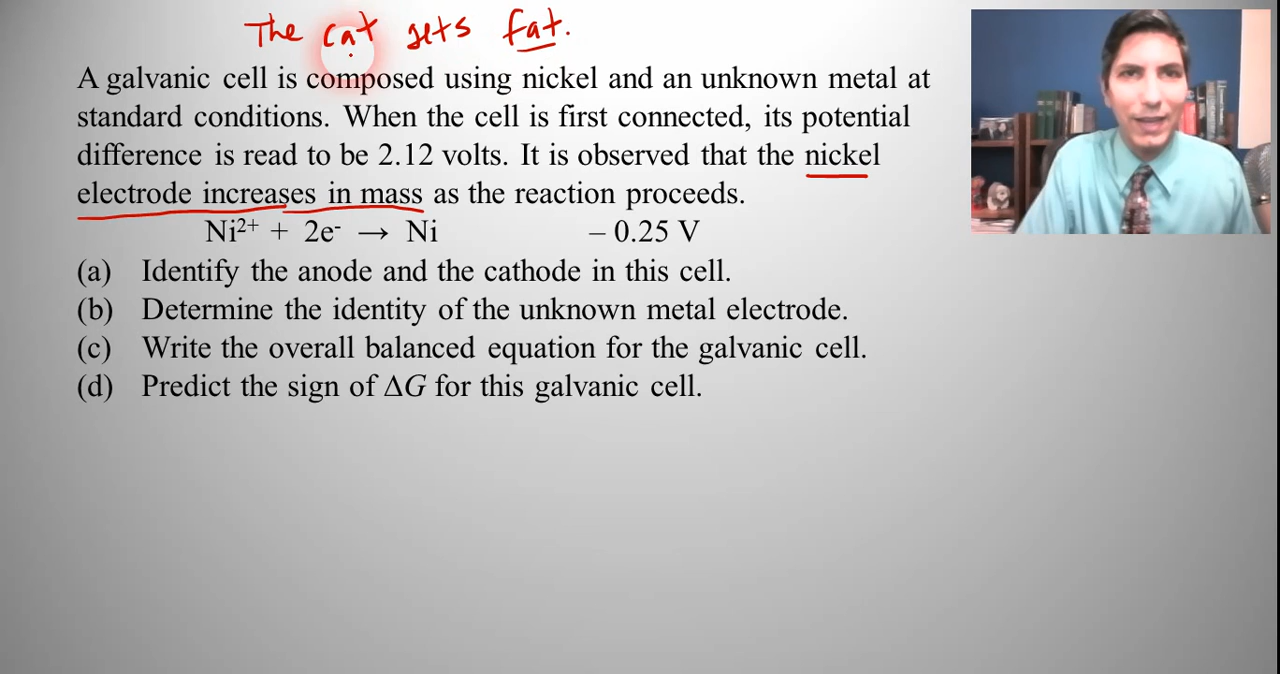 The cat gets fat.
A galvanic cell is composed using nickel and an unknown metal at
standard conditions. When the cell is first connected, its potential
difference is read to be 2.12 volts. It is observed that the nickel
electrode increases in mass as the reaction proceeds.
Ni²⁺ + 2e⁻ → Ni – 0.25 V
(a) Identify the anode and the cathode in this cell.
(b) Determine the identity of the unknown metal electrode.
(c) Write the overall balanced equation for the galvanic cell.
(d) Predict the sign of ΔG for this galvanic cell.